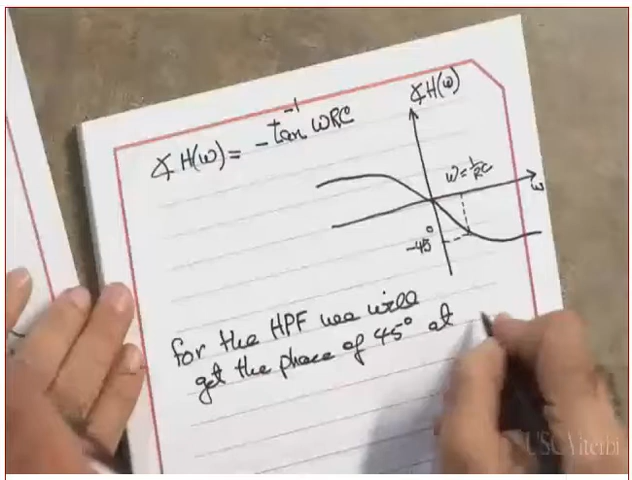 ∡ H(ω) = -tan⁻¹ ωRC
∡H(ω)
ω = 1/RC
ω
-45°
for the HPF we will
get the phase of 45° at
USC Viterbi